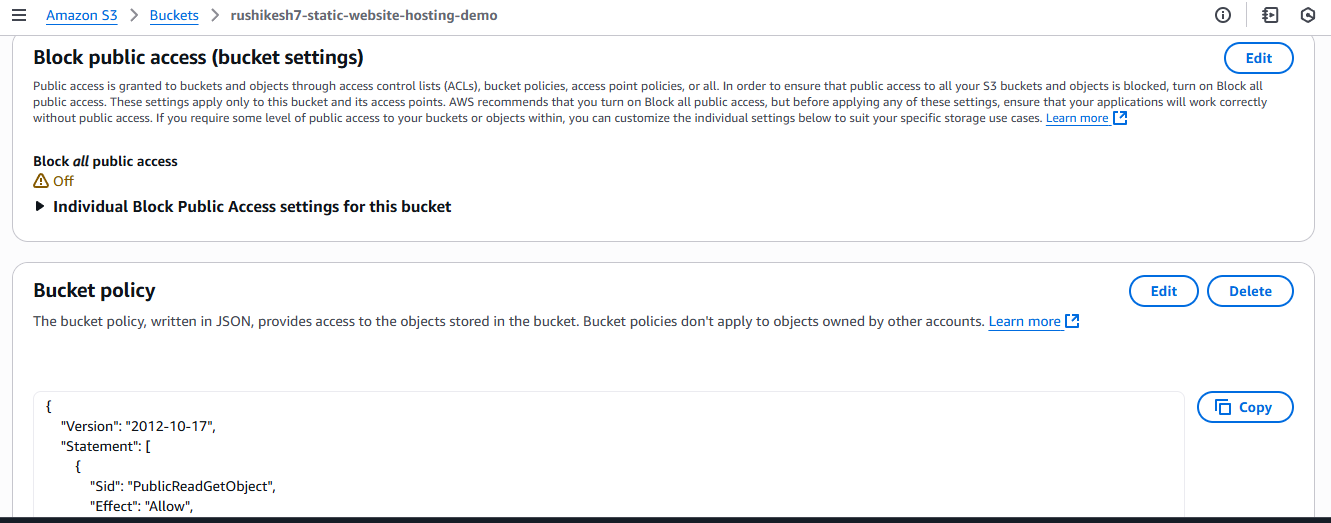 Amazon S3 > Buckets > rushikesh7-static-website-hosting-demo
Block public access (bucket settings)
Edit
Public access is granted to buckets and objects through access control lists (ACLs), bucket policies, access point policies, or all. In order to ensure that public access to all your S3 buckets and objects is blocked, turn on Block all
public access. These settings apply only to this bucket and its access points. AWS recommends that you turn on Block all public access, but before applying any of these settings, ensure that your applications will work correctly
without public access. If you require some level of public access to your buckets or objects within, you can customize the individual settings below to suit your specific storage use cases. Learn more
Block all public access
Off
Individual Block Public Access settings for this bucket
Bucket policy
Edit
Delete
The bucket policy, written in JSON, provides access to the objects stored in the bucket. Bucket policies don't apply to objects owned by other accounts. Learn more
Copy
{
"Version": "2012-10-17",
"Statement": [
{
"Sid": "PublicReadGetObject",
"Effect": "Allow",